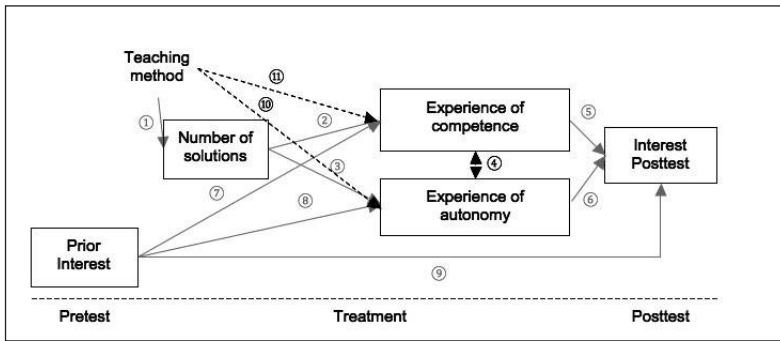 Teaching
method
⑪
①
⑩
②
Experience of
competence
⑤
Number of
solutions
③
④
Interest
Posttest
⑦
⑧
Experience of
autonomy
⑥
Prior
Interest
⑨
Pretest
Treatment
Posttest